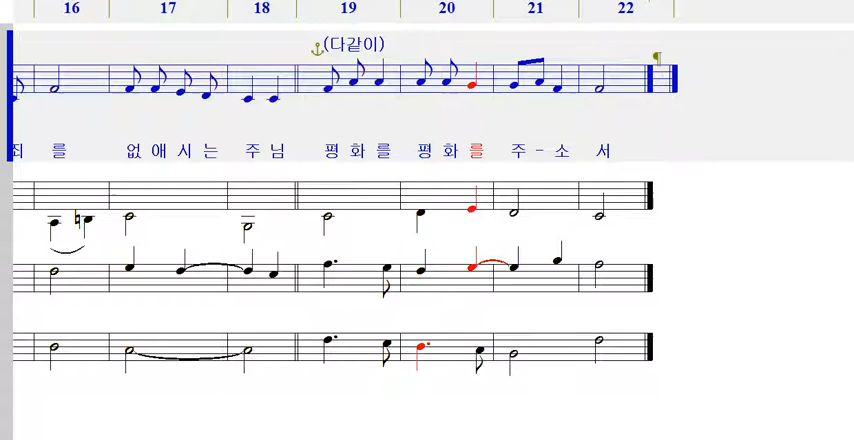 16 17 18 19 20 21 22
(다같이)
죄 를 없 애 시 는 주 님 평 화 를 평 화 를 주 - 소 서